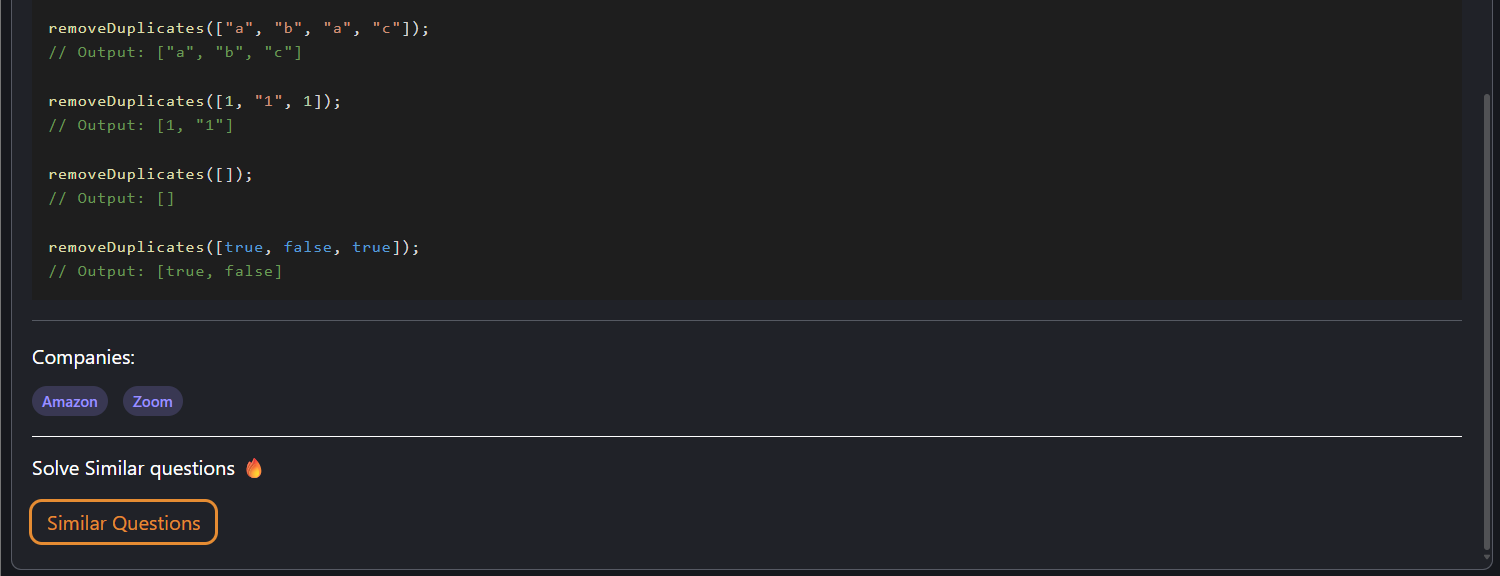 removeDuplicates(["a", "b", "a", "c"]);
// Output: ["a", "b", "c"]
removeDuplicates([1, "1", 1]);
// Output: [1, "1"]
removeDuplicates([]);
// Output: []
removeDuplicates([true, false, true]);
// Output: [true, false]
Companies:
Amazon Zoom
Solve Similar questions 🔥
Similar Questions